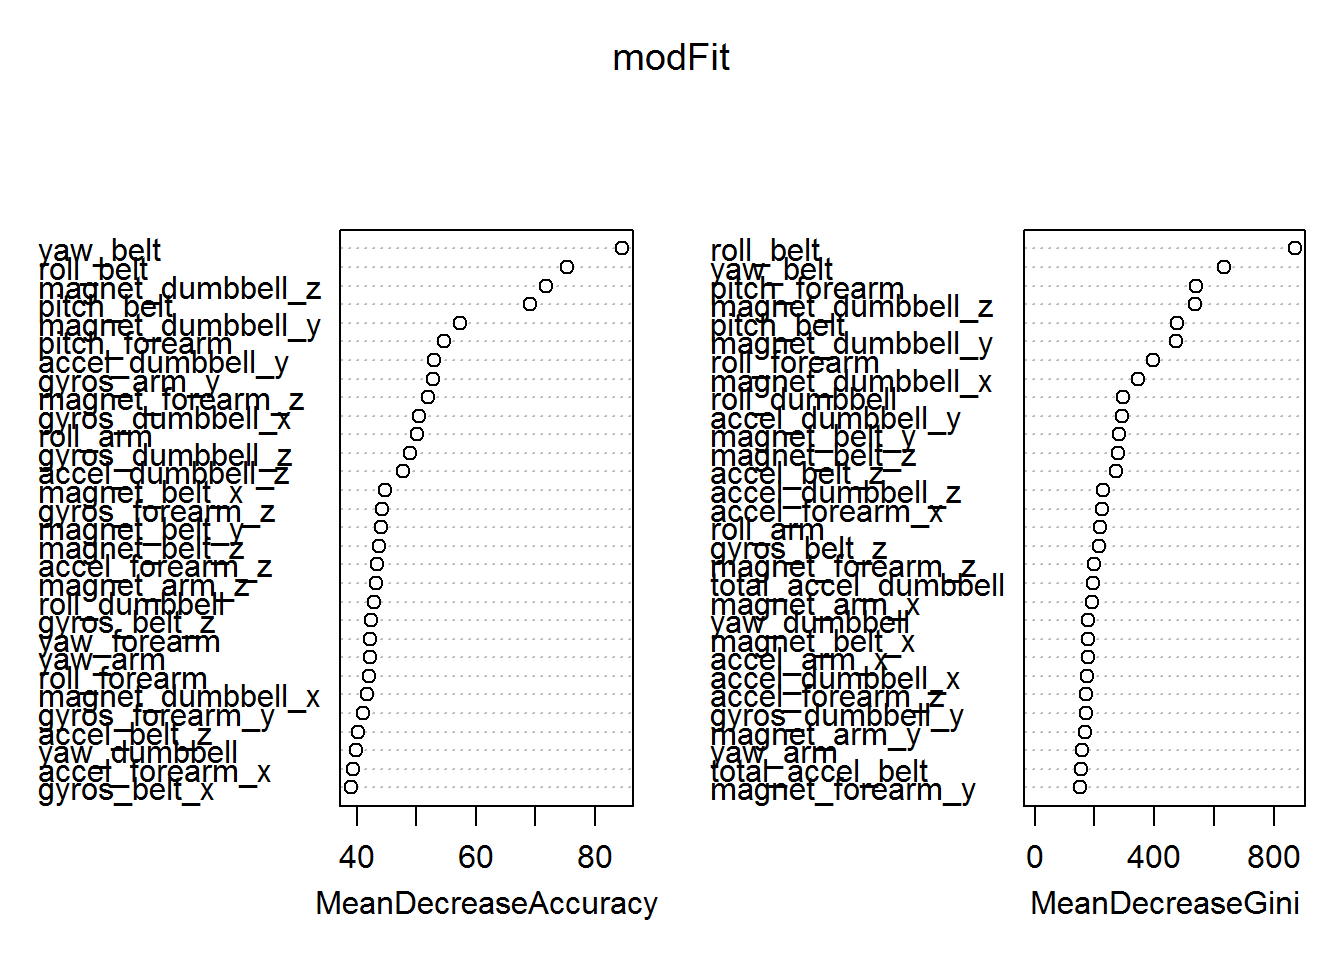 modFit
yaw_belt
roll_belt
magnet_dumbbell_z
pitch_belt
magnet_dumbbell_y
pitch_forearm
accel_dumbbell_y
gyros_arm_y
magnet_forearm_z
gyros_dumbbell_x
roll_arm
gyros_dumbbell_z
accel_dumbbell_z
magnet_belt_x
gyros_forearm_z
magnet_belt_y
magnet_belt_z
accel_forearm_z
magnet_arm_z
roll_dumbbell
gyros_belt_z
yaw_forearm
yaw_arm
roll_forearm
magnet_dumbbell_x
gyros_forearm_y
accel_belt_z
yaw_dumbbell
accel_forearm_x
gyros_belt_x
40 60 80
MeanDecreaseAccuracy
roll_belt
yaw_belt
pitch_forearm
magnet_dumbbell_z
pitch_belt
magnet_dumbbell_y
roll_forearm
magnet_dumbbell_x
roll_dumbbell
accel_dumbbell_y
magnet_belt_y
magnet_belt_z
accel_belt_z
accel_dumbbell_z
accel_forearm_x
roll_arm
gyros_belt_z
magnet_forearm_z
total_accel_dumbbell
magnet_arm_x
yaw_dumbbell
magnet_belt_x
accel_arm_x
accel_dumbbell_x
accel_forearm_z
gyros_dumbbell_y
magnet_arm_y
yaw_arm
total_accel_belt
magnet_forearm_y
0 400 800
MeanDecreaseGini